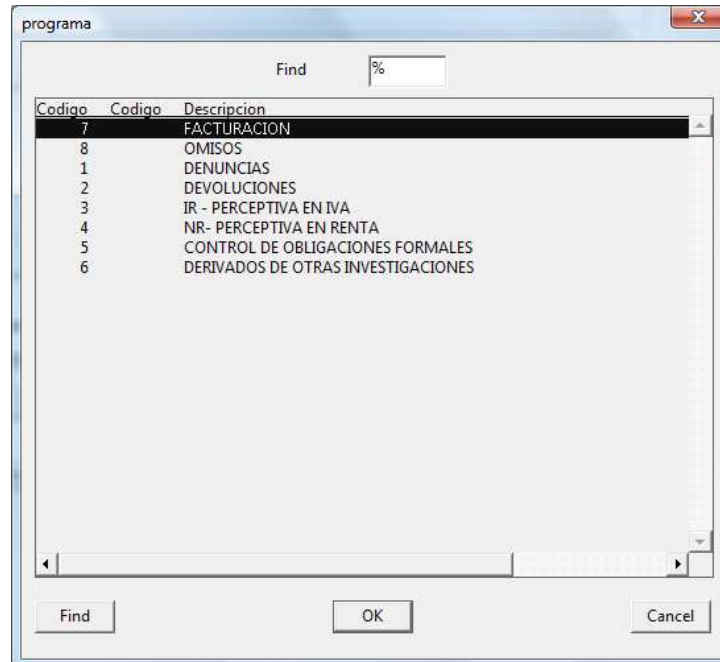 programa
Find %
Codigo Codigo Descripcion
7 FACTURACION
8 OMISOS
1 DENUNCIAS
2 DEVOLUCIONES
3 IR - PERCEPTIVA EN IVA
4 NR- PERCEPTIVA EN RENTA
5 CONTROL DE OBLIGACIONES FORMALES
6 DERIVADOS DE OTRAS INVESTIGACIONES
Find OK Cancel